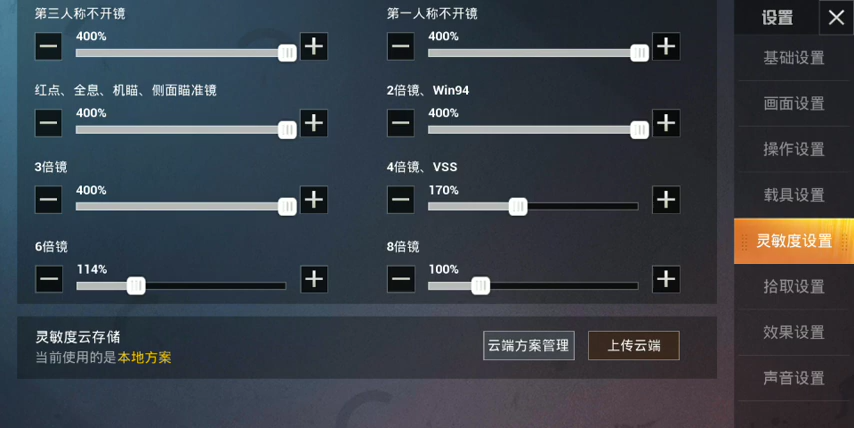 第三人称不开镜
400%
第一人称不开镜
400%
红点、全息、机瞄、侧面瞄准镜
400%
2倍镜、Win94
400%
3倍镜
400%
4倍镜、VSS
170%
6倍镜
114%
8倍镜
100%
灵敏度云存储
当前使用的是本地方案
云端方案管理
上传云端
设置
基础设置
画面设置
操作设置
载具设置
灵敏度设置
拾取设置
效果设置
声音设置